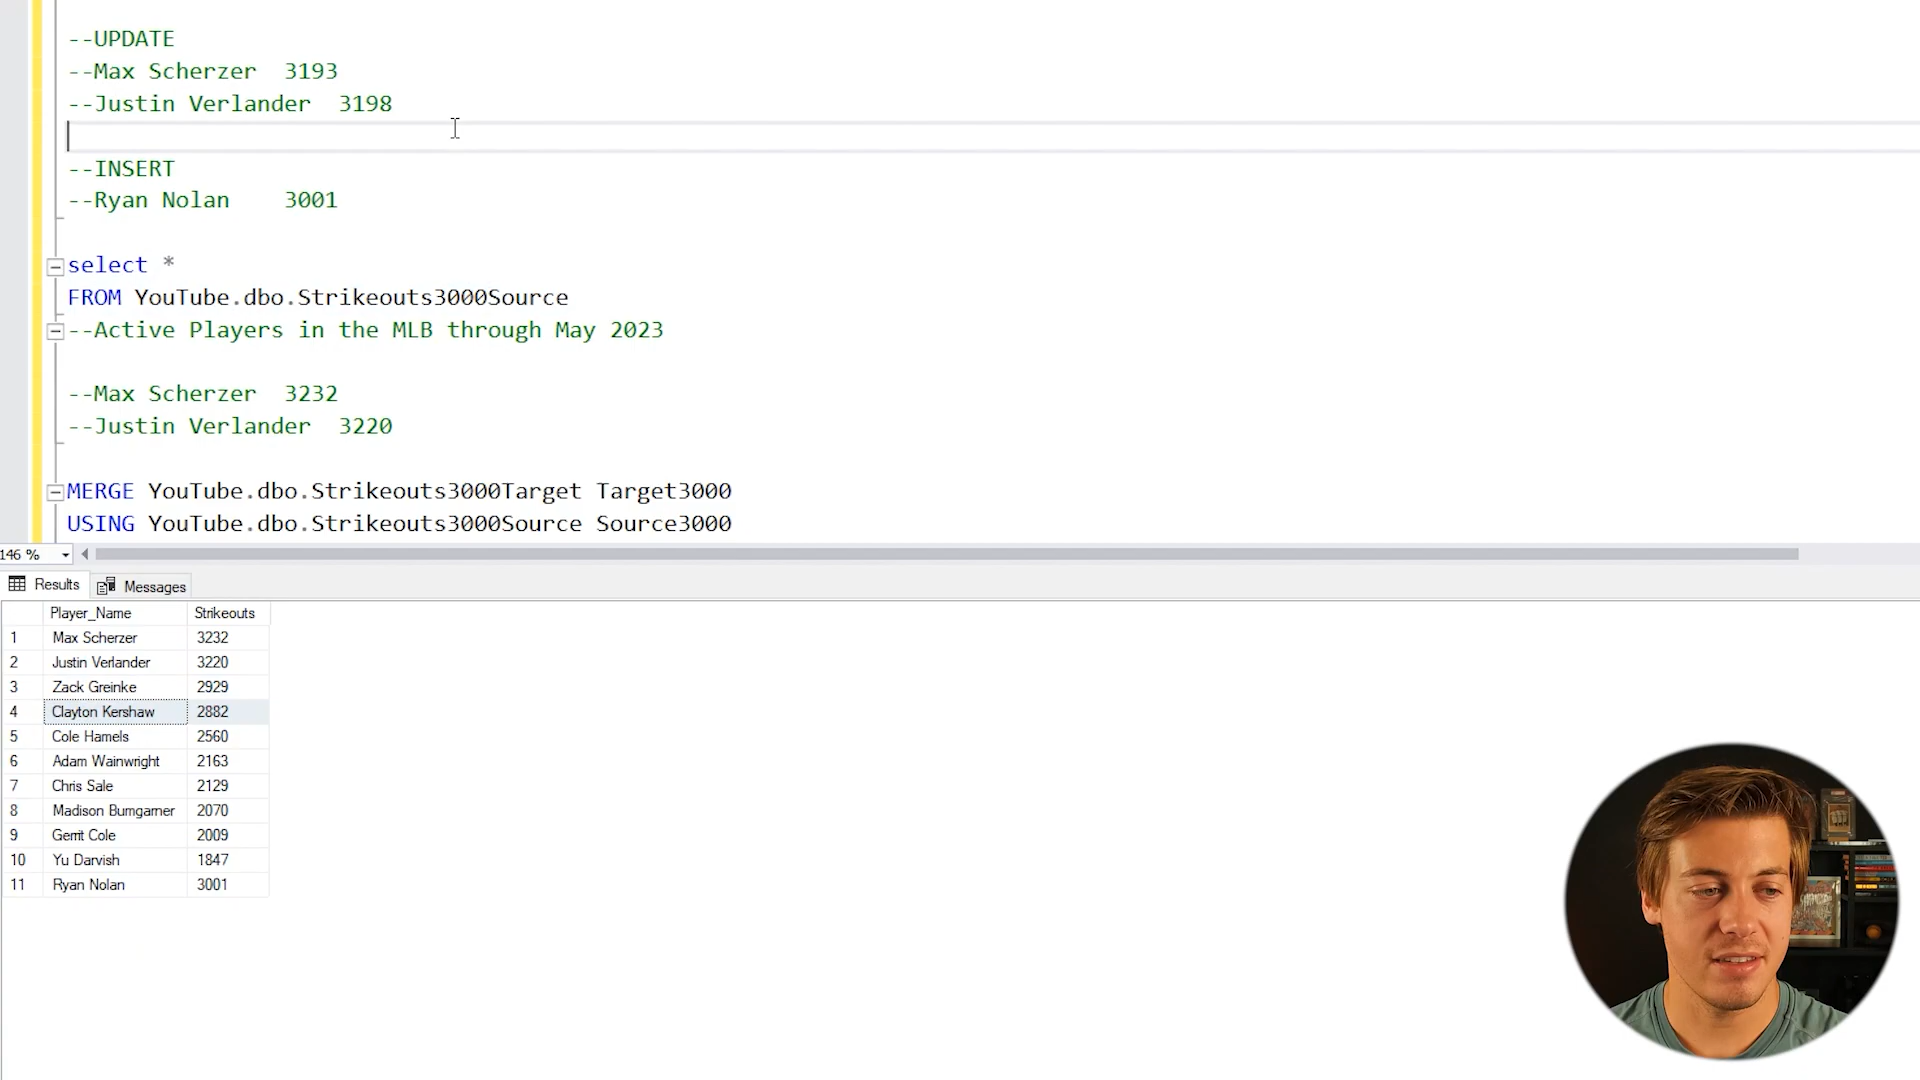 --UPDATE
--Max Scherzer  3193
--Justin Verlander  3198
--INSERT
--Ryan Nolan    3001
select *
FROM YouTube.dbo.Strikeouts3000Source
--Active Players in the MLB through May 2023
--Max Scherzer  3232
--Justin Verlander  3220
MERGE YouTube.dbo.Strikeouts3000Target Target3000
USING YouTube.dbo.Strikeouts3000Source Source3000
146 %
Results Messages
Player_Name Strikeouts
1 Max Scherzer 3232
2 Justin Verlander 3220
3 Zack Greinke 2929
4 Clayton Kershaw 2882
5 Cole Hamels 2560
6 Adam Wainwright 2163
7 Chris Sale 2129
8 Madison Bumgarner 2070
9 Gerrit Cole 2009
10 Yu Darvish 1847
11 Ryan Nolan 3001